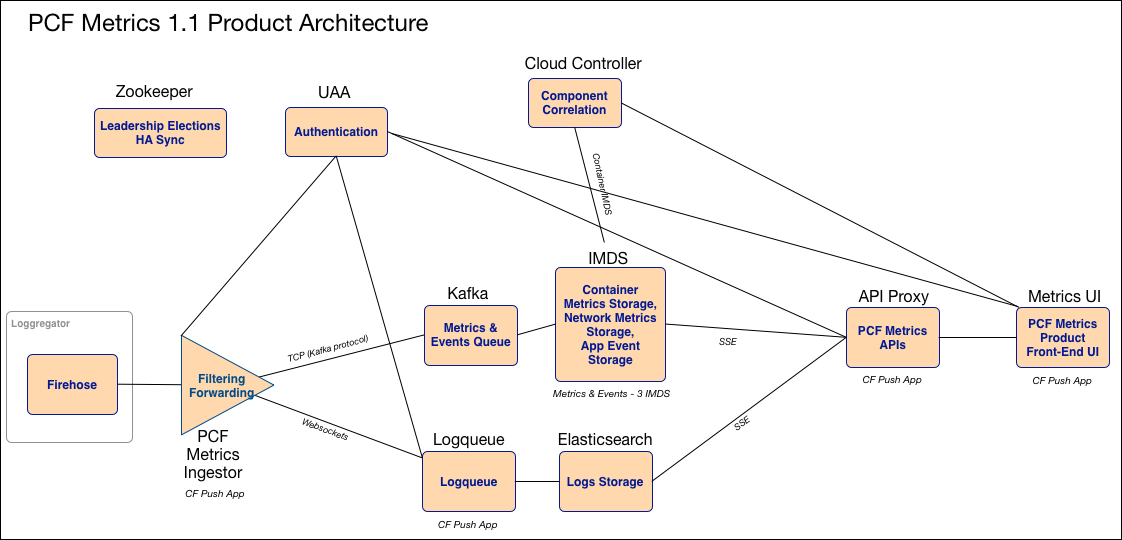 PCF Metrics 1.1 Product Architecture
Cloud Controller
Component
Correlation
Zookeeper
Leadership Elections
HA Sync
UAA
Authentication
Container/IMDS
IMDS
Container
Metrics Storage,
Network Metrics
Storage,
App Event
Storage
Metrics & Events - 3 IMDS
Kafka
Metrics &
Events Queue
API Proxy
PCF Metrics
APIs
CF Push App
Metrics UI
PCF Metrics
Product
Front-End UI
CF Push App
Loggregator
Firehose
TCP (Kafka protocol)
SSE
Filtering
Forwarding
PCF
Metrics
Ingestor
CF Push App
Websockets
Logqueue
Logqueue
CF Push App
Elasticsearch
Logs Storage
SSE